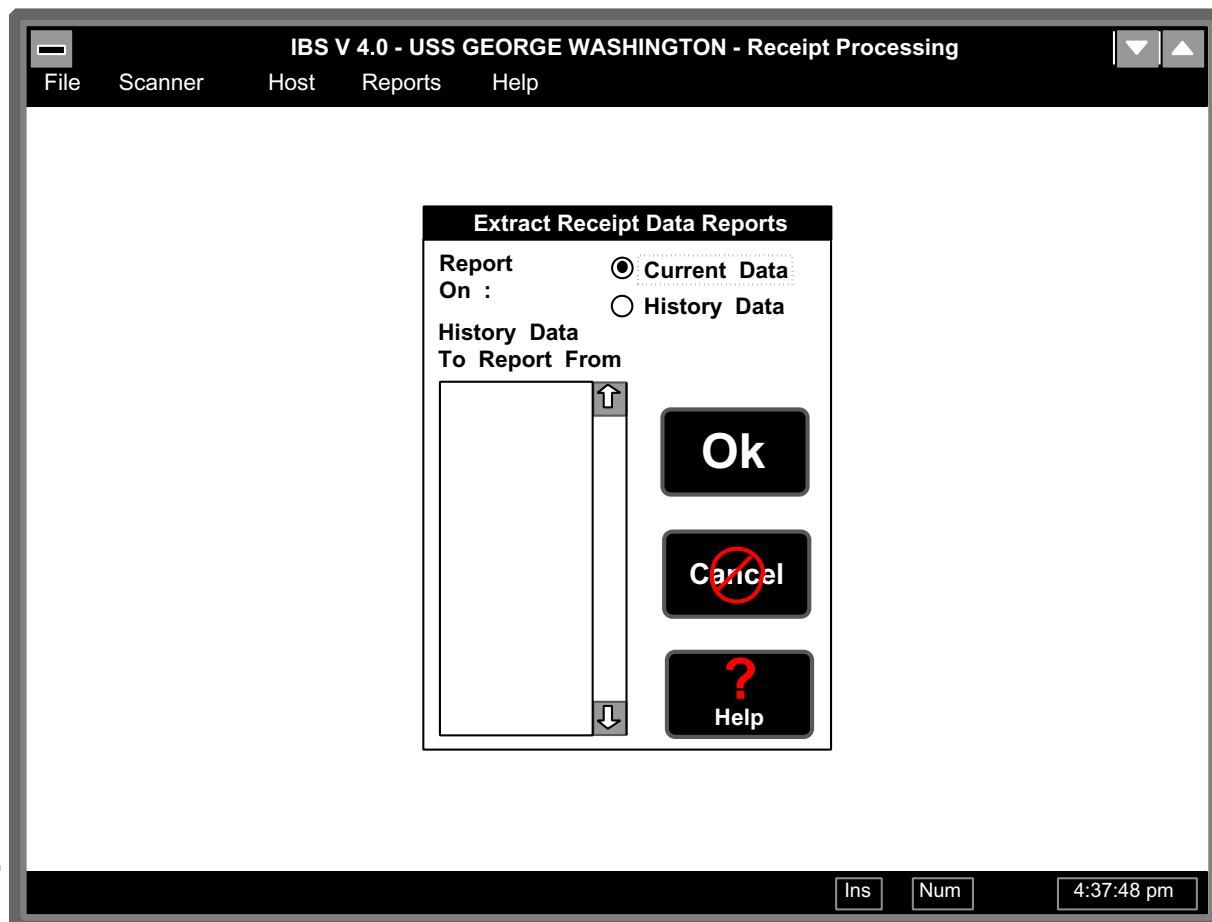 IBS V 4.0 - USS GEORGE WASHINGTON - Receipt Processing
File Scanner Host Reports Help
Extract Receipt Data Reports
Report
On :
Current Data
History Data
History Data
To Report From
Ok
Cancel
?
Help
Ins Num 4:37:48 pm